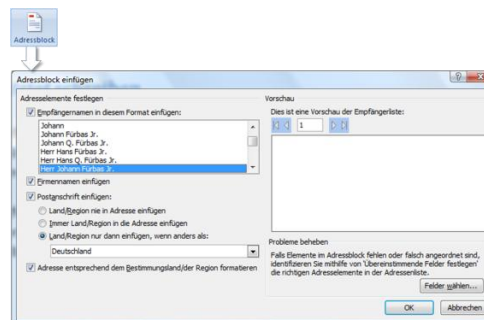 Adressblock
Adressblock einfügen
Adresselemente festlegen
Empfängernamen in diesem Format einfügen:
Johann
Johann Fürbas Jr.
Johann Q. Fürbas Jr.
Herr Hans Fürbas Jr.
Herr Hans Q. Fürbas Jr.
Herr Johann Fürbas Jr.
Firmennamen einfügen
Postanschrift einfügen:
Land/Region nie in Adresse einfügen
Immer Land/Region in die Adresse einfügen
Land/Region nur dann einfügen, wenn anders als:
Deutschland
Adresse entsprechend dem Bestimmungsland/der Region formatieren
Vorschau
Dies ist eine Vorschau der Empfängerliste:
1
Probleme beheben
Falls Elemente im Adressblock fehlen oder falsch angeordnet sind,
identifizieren Sie mithilfe von 'Übereinstimmende Felder festlegen'
die richtigen Adresselemente in der Adressenliste.
Felder wählen...
OK Abbrechen